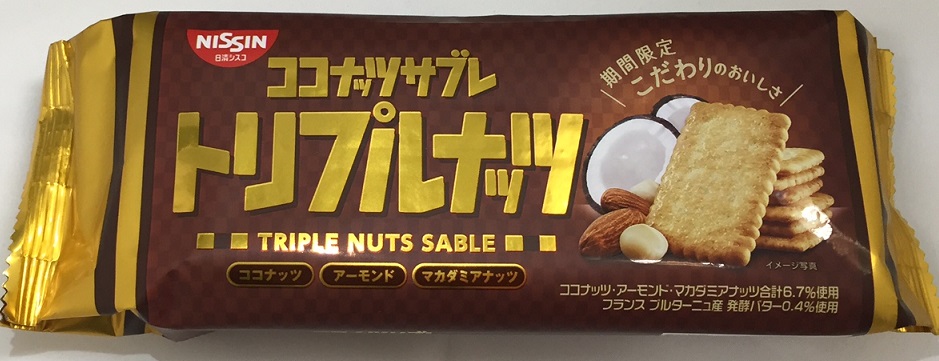 NISSIN
日清シスコ
ココナッツサブレ
トリプルナッツ
TRIPLE NUTS SABLE
ココナッツ アーモンド マカダミアナッツ
期間限定
こだわりのおいしさ
イメージ写真
ココナッツ・アーモンド・マカダミアナッツ合計6.7%使用
フランス ブルターニュ産 発酵バター0.4%使用